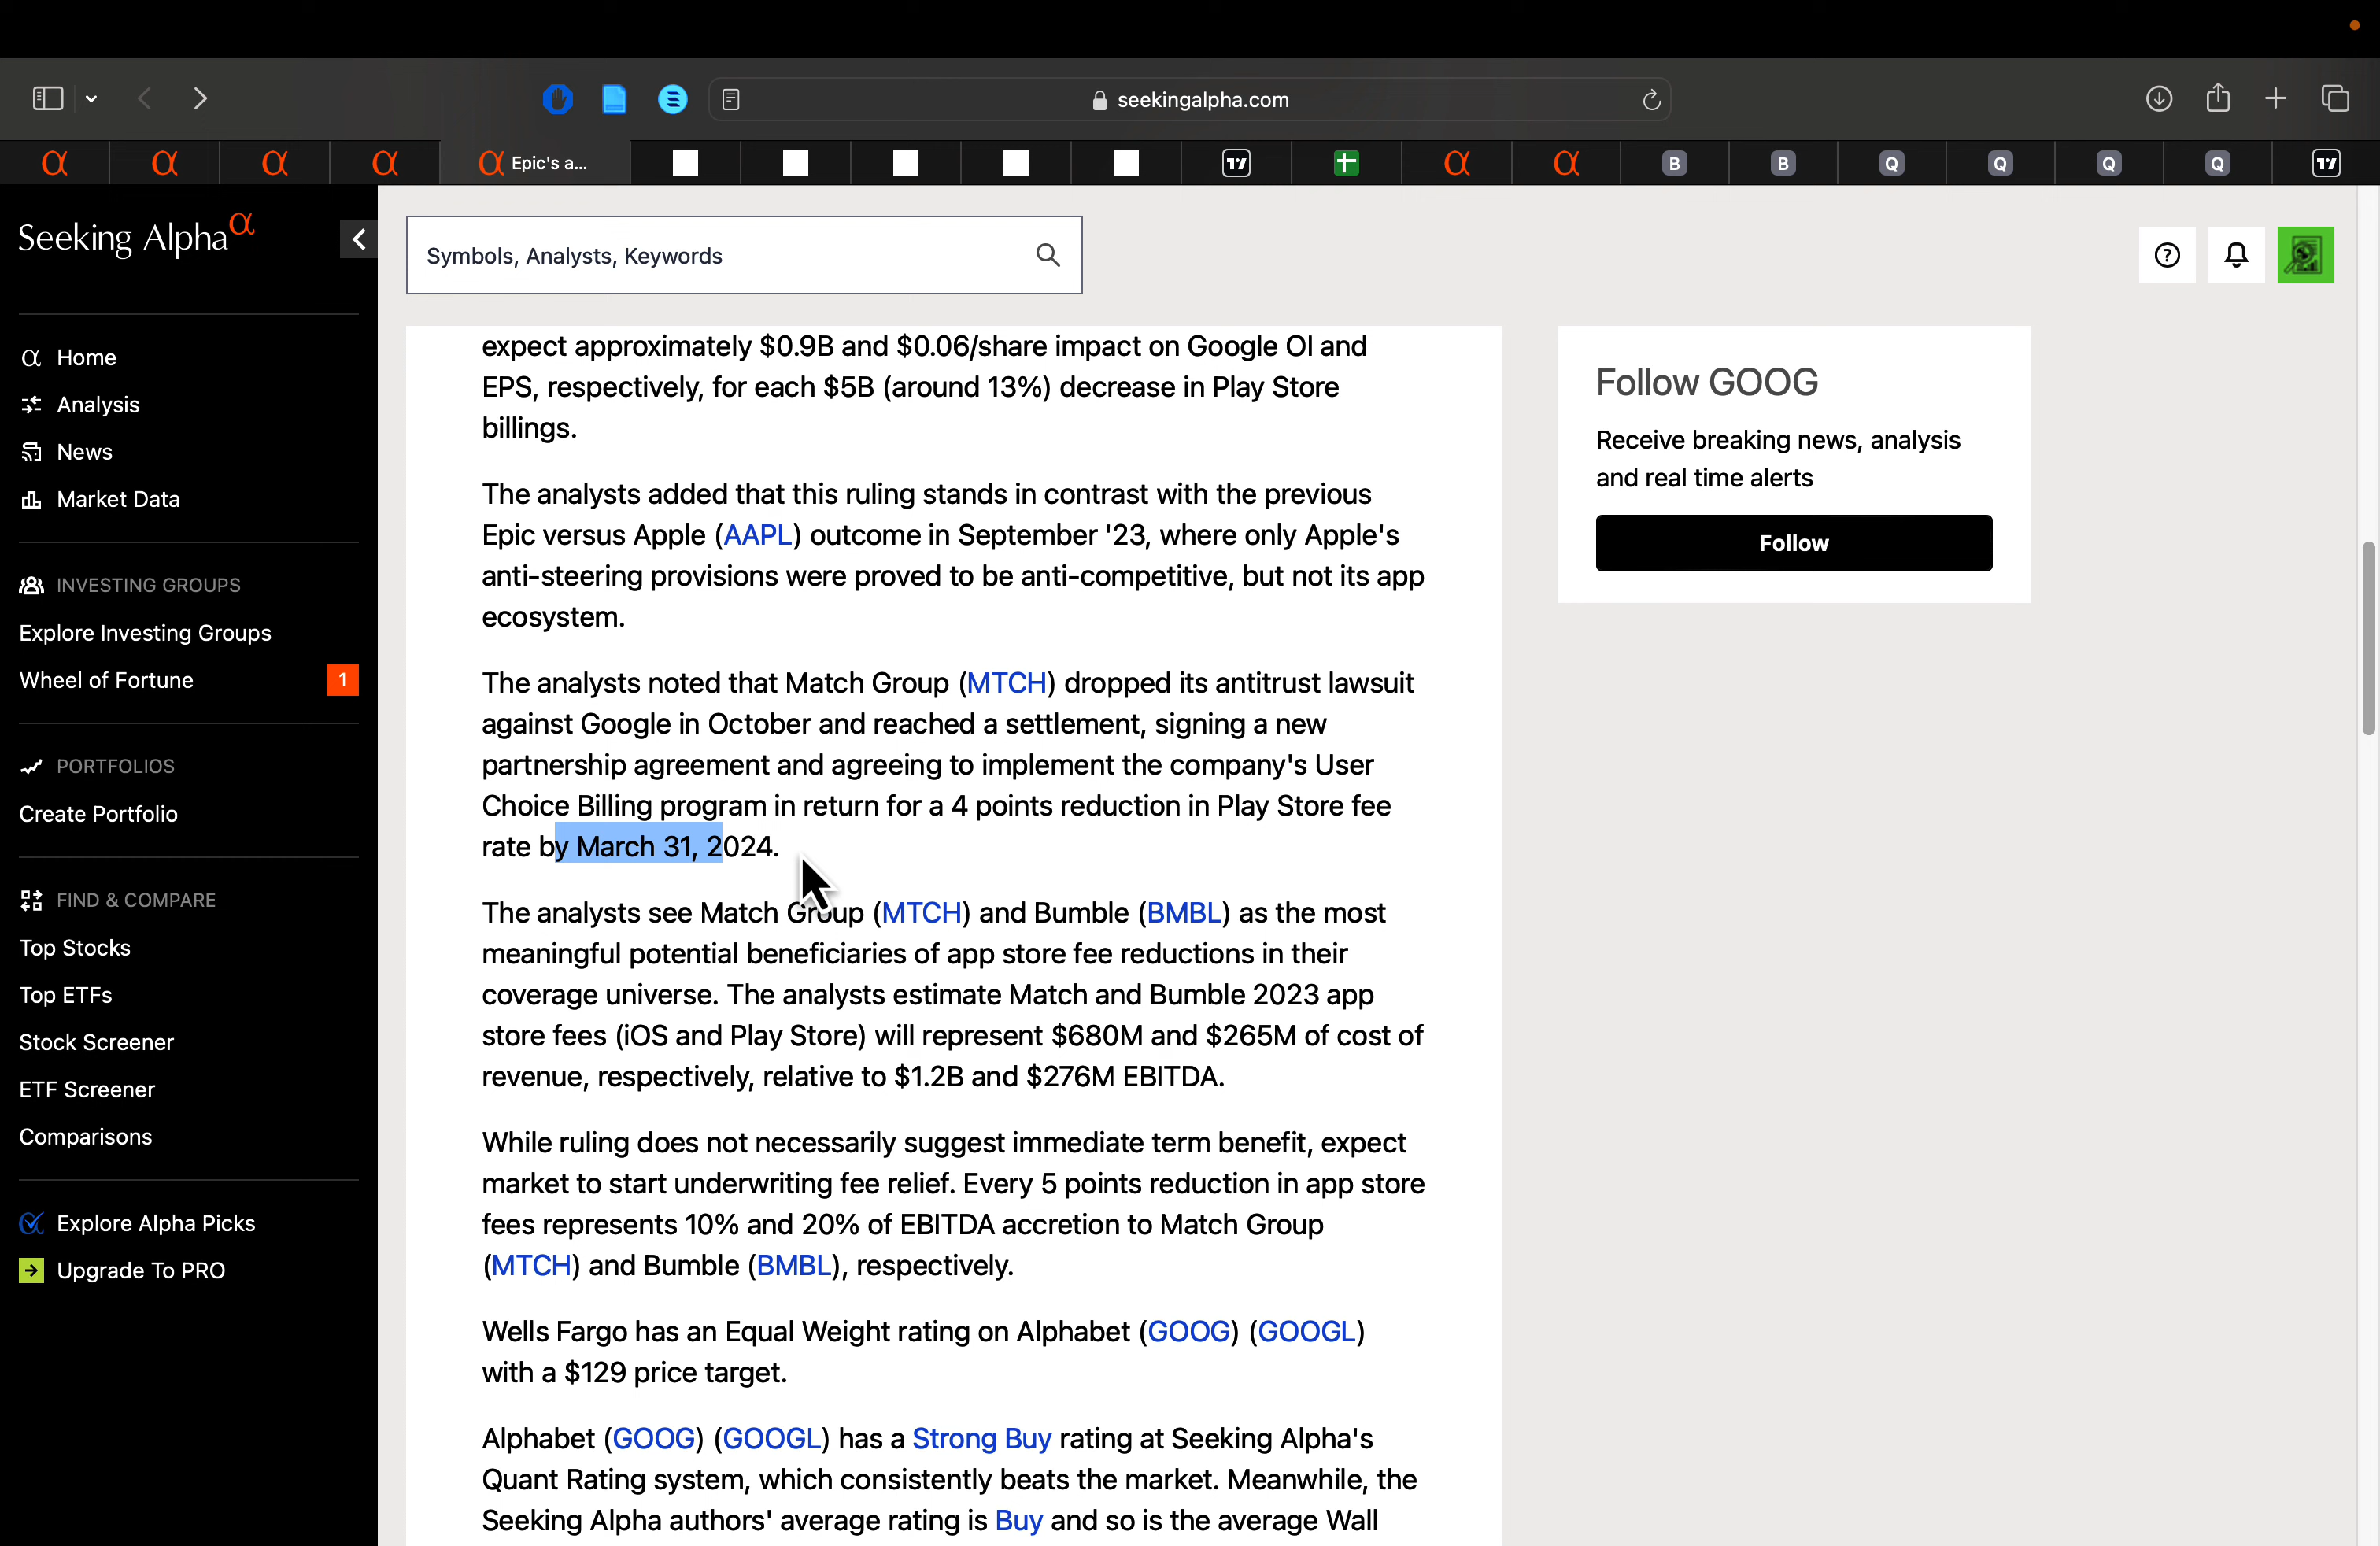 seekingalpha.com
Epic's a...
B
B
Q
Q
Q
Q
Seeking Alpha α
Symbols, Analysts, Keywords
Home
Analysis
News
Market Data
INVESTING GROUPS
Explore Investing Groups
Wheel of Fortune 1
PORTFOLIOS
Create Portfolio
FIND & COMPARE
Top Stocks
Top ETFs
Stock Screener
ETF Screener
Comparisons
Explore Alpha Picks
Upgrade To PRO
expect approximately $0.9B and $0.06/share impact on Google OI and
EPS, respectively, for each $5B (around 13%) decrease in Play Store
billings.
The analysts added that this ruling stands in contrast with the previous
Epic versus Apple (AAPL) outcome in September '23, where only Apple's
anti-steering provisions were proved to be anti-competitive, but not its app
ecosystem.
The analysts noted that Match Group (MTCH) dropped its antitrust lawsuit
against Google in October and reached a settlement, signing a new
partnership agreement and agreeing to implement the company's User
Choice Billing program in return for a 4 points reduction in Play Store fee
rate by March 31, 2024.
The analysts see Match Group (MTCH) and Bumble (BMBL) as the most
meaningful potential beneficiaries of app store fee reductions in their
coverage universe. The analysts estimate Match and Bumble 2023 app
store fees (iOS and Play Store) will represent $680M and $265M of cost of
revenue, respectively, relative to $1.2B and $276M EBITDA.
While ruling does not necessarily suggest immediate term benefit, expect
market to start underwriting fee relief. Every 5 points reduction in app store
fees represents 10% and 20% of EBITDA accretion to Match Group
(MTCH) and Bumble (BMBL), respectively.
Wells Fargo has an Equal Weight rating on Alphabet (GOOG) (GOOGL)
with a $129 price target.
Alphabet (GOOG) (GOOGL) has a Strong Buy rating at Seeking Alpha's
Quant Rating system, which consistently beats the market. Meanwhile, the
Seeking Alpha authors' average rating is Buy and so is the average Wall
Follow GOOG
Receive breaking news, analysis
and real time alerts
Follow